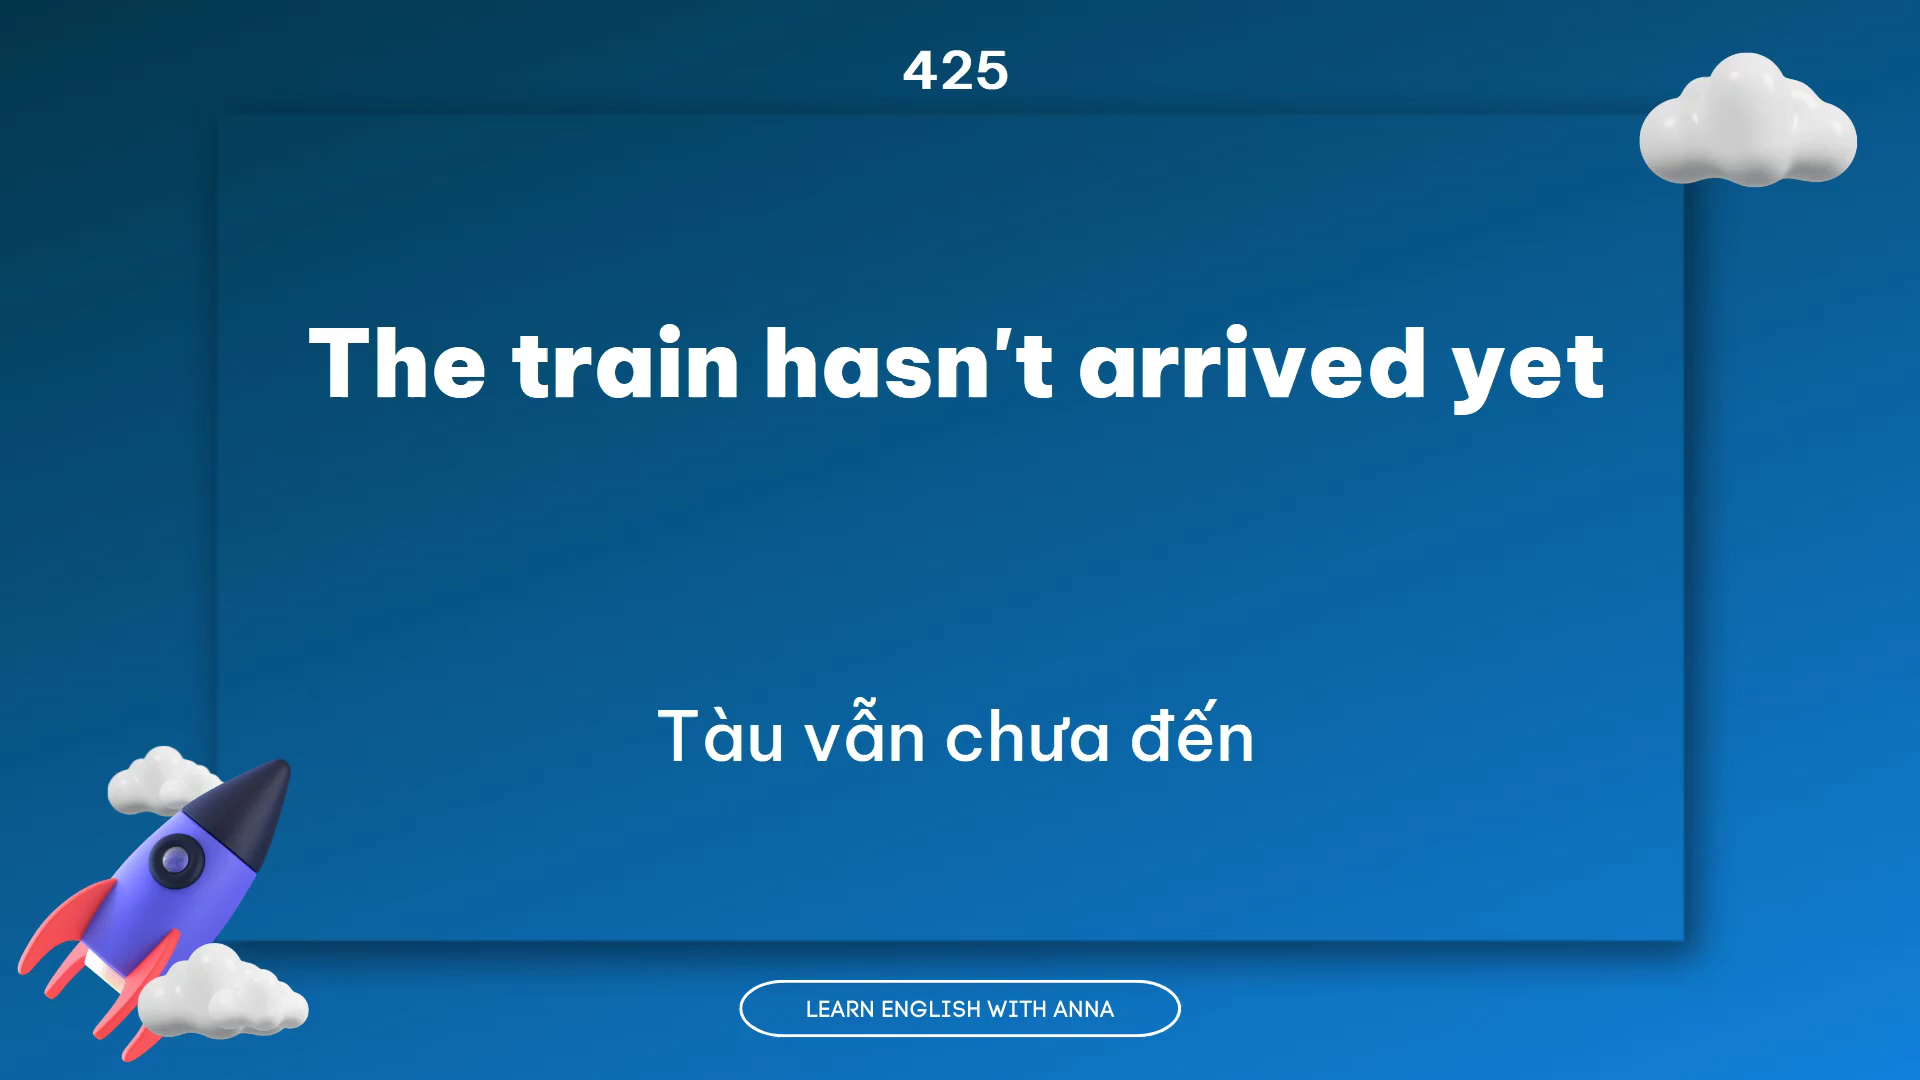 425
The train hasn't arrived yet
Tàu vẫn chưa đến
LEARN ENGLISH WITH ANNA